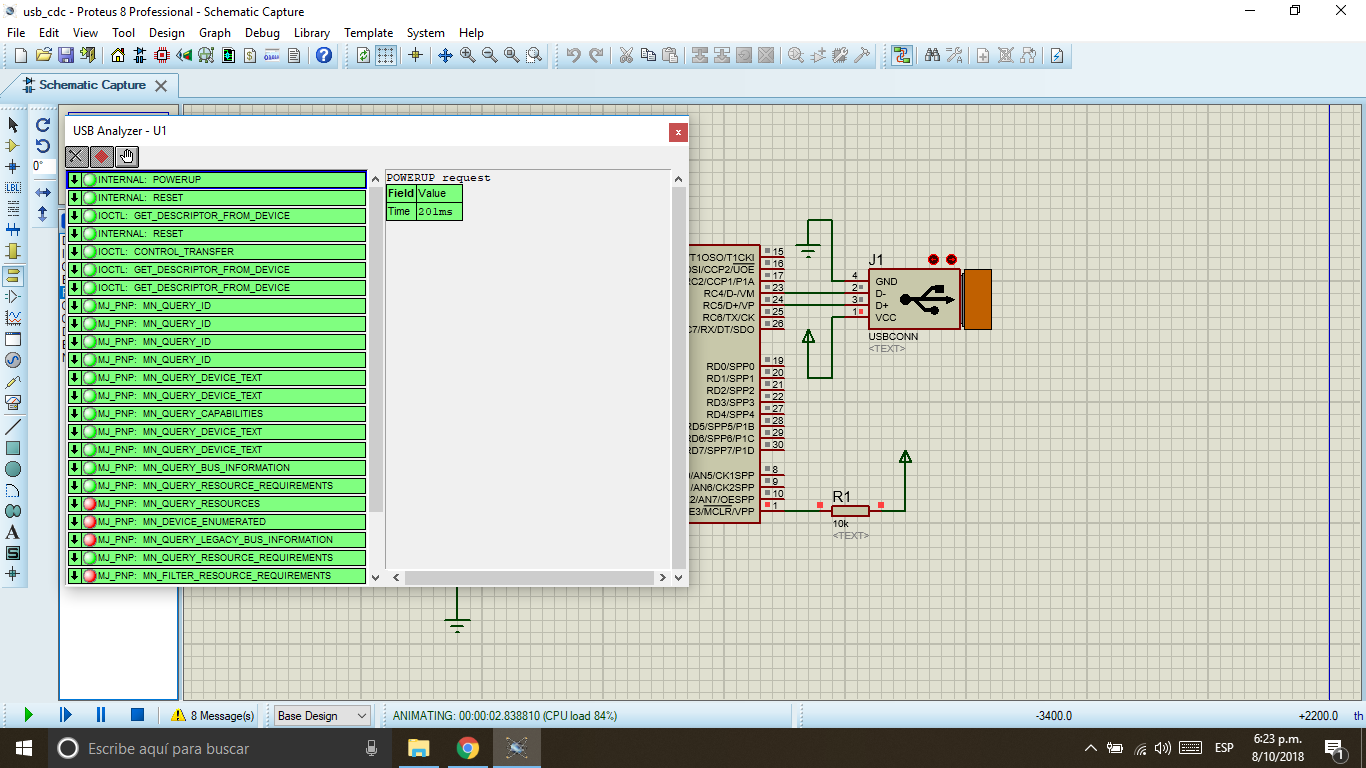 usb_cdc - Proteus 8 Professional - Schematic Capture
File Edit View Tool Design Graph Debug Library Template System Help
Schematic Capture
USB Analyzer - U1
0°
LBL
INTERNAL: POWERUP
INTERNAL: RESET
IOCTL: GET_DESCRIPTOR_FROM_DEVICE
INTERNAL: RESET
IOCTL: CONTROL_TRANSFER
IOCTL: GET_DESCRIPTOR_FROM_DEVICE
IOCTL: GET_DESCRIPTOR_FROM_DEVICE
MJ_PNP: MN_QUERY_ID
MJ_PNP: MN_QUERY_ID
MJ_PNP: MN_QUERY_ID
MJ_PNP: MN_QUERY_ID
MJ_PNP: MN_QUERY_DEVICE_TEXT
MJ_PNP: MN_QUERY_DEVICE_TEXT
MJ_PNP: MN_QUERY_CAPABILITIES
MJ_PNP: MN_QUERY_DEVICE_TEXT
MJ_PNP: MN_QUERY_DEVICE_TEXT
MJ_PNP: MN_QUERY_BUS_INFORMATION
MJ_PNP: MN_QUERY_RESOURCE_REQUIREMENTS
MJ_PNP: MN_QUERY_RESOURCES
MJ_PNP: MN_DEVICE_ENUMERATED
MJ_PNP: MN_QUERY_LEGACY_BUS_INFORMATION
MJ_PNP: MN_QUERY_RESOURCE_REQUIREMENTS
MJ_PNP: MN_FILTER_RESOURCE_REQUIREMENTS
POWERUP request
Field Value
Time 201ms
/T1OSO/T1CKI 15
OSI/CCP2/UOE 16
RC2/CCP1/P1A 17
RC4/D-/VM 23
RC5/D+/VP 24
RC6/TX/CK 25
C7/RX/DT/SDO 26
RD0/SPP0 19
RD1/SPP1 20
RD2/SPP2 21
RD3/SPP3 22
RD4/SPP4 27
RD5/SPP5/P1B 28
RD6/SPP6/P1C 29
RD7/SPP7/P1D 30
/AN5/CK1SPP 8
/AN6/CK2SPP 9
2/AN7/OESPP 10
E3/MCLR/VPP 1
J1
4 GND
2 D-
3 D+
1 VCC
USBCONN
<TEXT>
R1
10k
<TEXT>
8 Message(s)
Base Design
ANIMATING: 00:00:02.838810 (CPU load 84%)
-3400.0
+2200.0
th
Escribe aquí para buscar
ESP
6:23 p.m.
8/10/2018
1